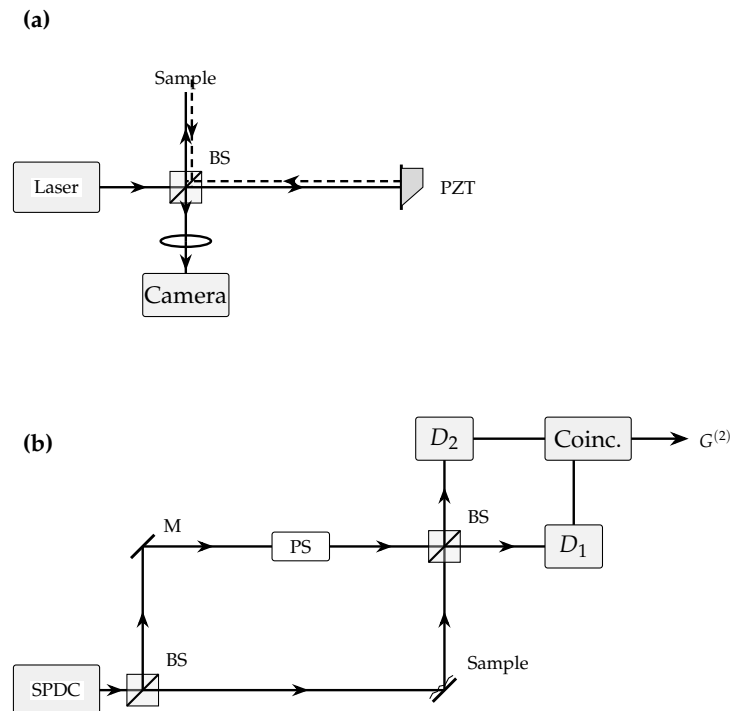 (a)
Sample
BS
Laser
PZT
Camera
(b)
D₂
Coinc.
G⁽²⁾
M
BS
PS
D₁
BS
Sample
SPDC